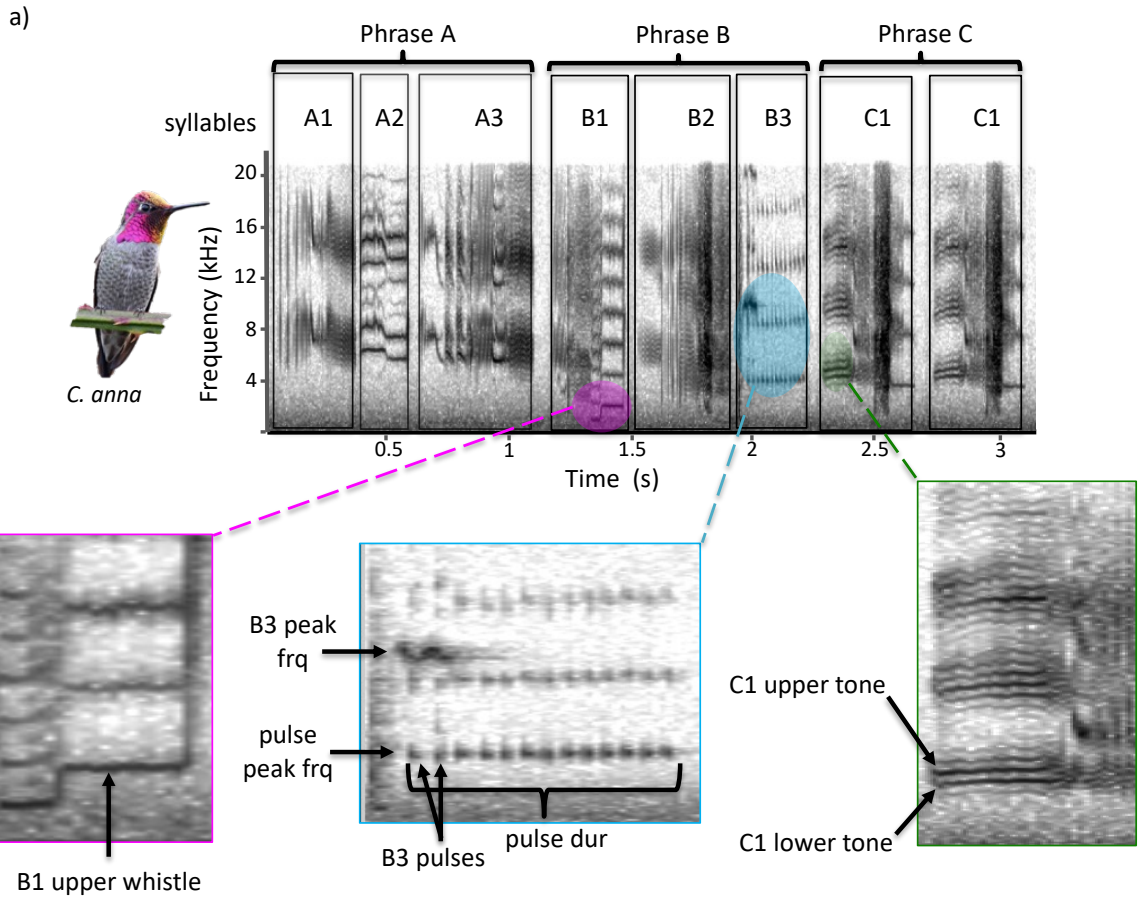 a)
Phrase A Phrase B Phrase C
syllables A1 A2 A3 B1 B2 B3 C1 C1
20
16
12
8
4
Frequency (kHz)
C. anna
0.5 1 1.5 2 2.5 3
Time (s)
B3 peak
frq
pulse
peak frq
C1 upper tone
C1 lower tone
pulse dur
B3 pulses
B1 upper whistle